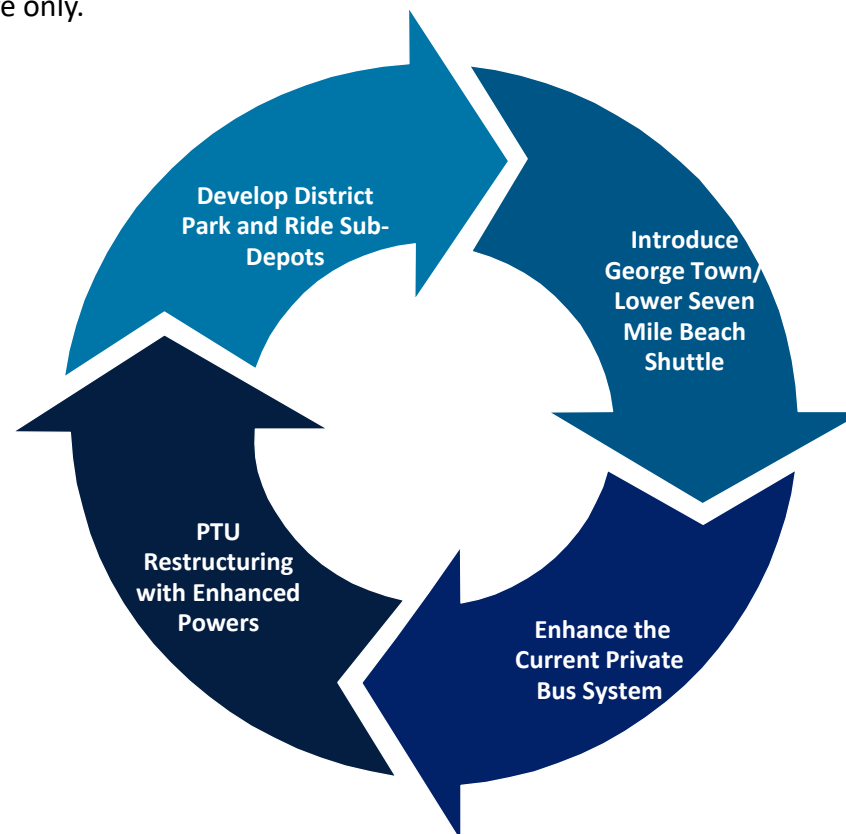 e only.
Develop District
Park and Ride Sub-
Depots
Introduce
George Town/
Lower Seven
Mile Beach
Shuttle
Enhance the
Current Private
Bus System
PTU
Restructuring
with Enhanced
Powers